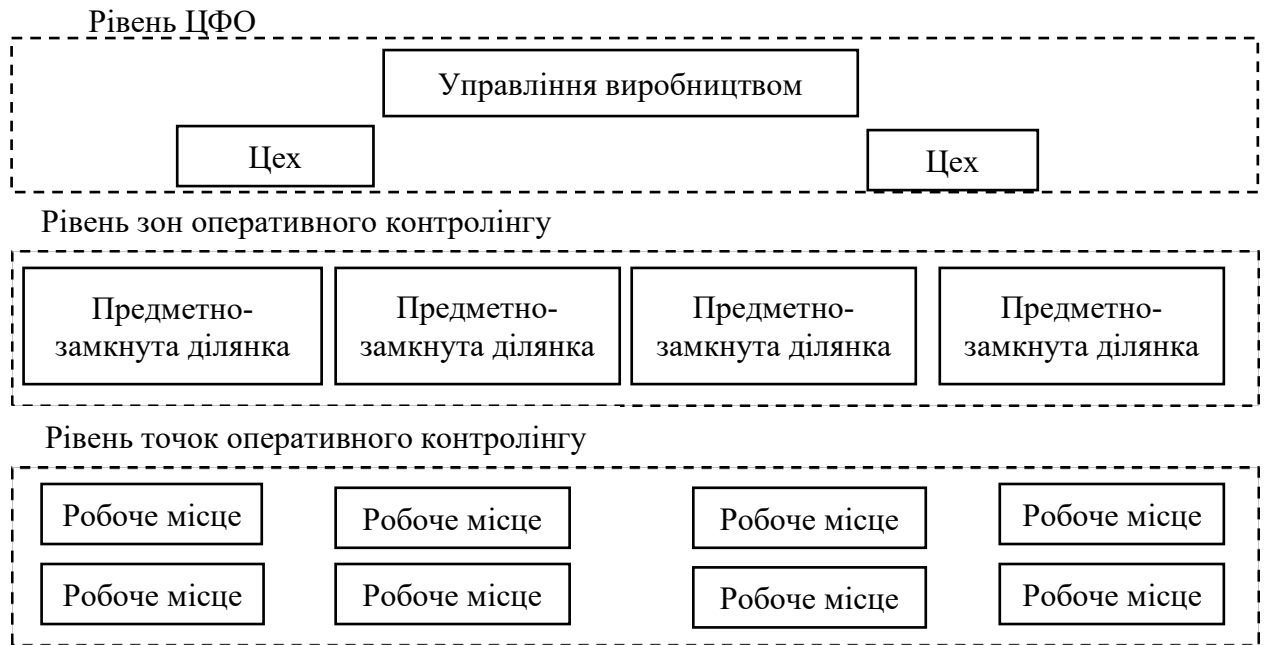 Рівень ЦФО
Управління виробництвом
Цех
Цех
Рівень зон оперативного контролінгу
Предметно-
замкнута ділянка
Предметно-
замкнута ділянка
Предметно-
замкнута ділянка
Предметно-
замкнута ділянка
Рівень точок оперативного контролінгу
Робоче місце
Робоче місце
Робоче місце
Робоче місце
Робоче місце
Робоче місце
Робоче місце
Робоче місце